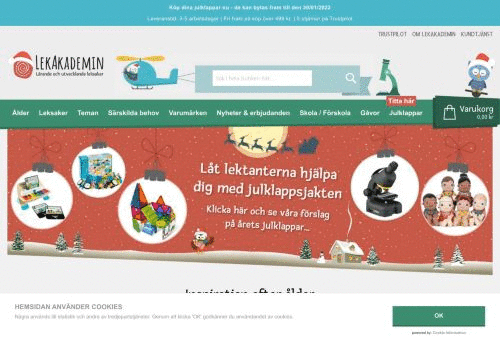 Köp dina julklappar nu - de kan bytas fram till den 30/01/2022
Leveranstid: 3-5 arbetsdagar | Fri frakt på köp över 499 kr. | 5 stjärnor på Trustpilot
TRUSTPILOT OM LEKAKADEMIN KUNDTJÄNST
LEKAKADEMIN
Lärande och utvecklande leksaker
Sök i hela butiken här...
Titta här
Ålder Leksaker Teman Särskilda behov Varumärken Nyheter & erbjudanden Skola / Förskola Gåvor Julklappar
Varukorg
0,00 kr
Låt lektanterna hjälpa
dig med julklappsjakten
Klicka här och se våra förslag
på årets julklappar...
Inspiration efter ålder
HEMSIDAN ANVÄNDER COOKIES
Några används till statistik och andra av tredjepartstjänster. Genom att klicka 'OK' godkänner du användandet av cookies.
OK
powered by: Cookie Information